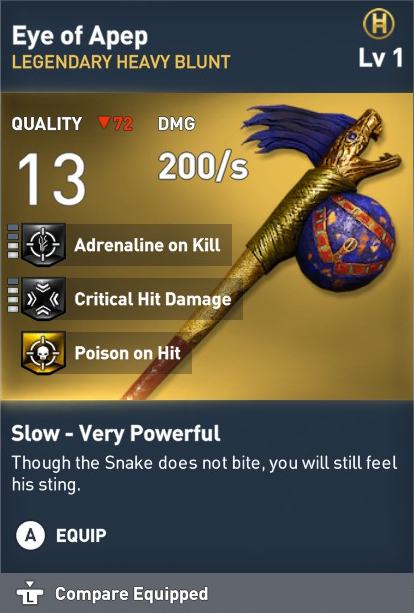 Eye of Apep
LEGENDARY HEAVY BLUNT
H
Lv 1
QUALITY ▼72 DMG
13 200/s
Adrenaline on Kill
Critical Hit Damage
Poison on Hit
Slow - Very Powerful
Though the Snake does not bite, you will still feel
his sting.
A EQUIP
L Compare Equipped